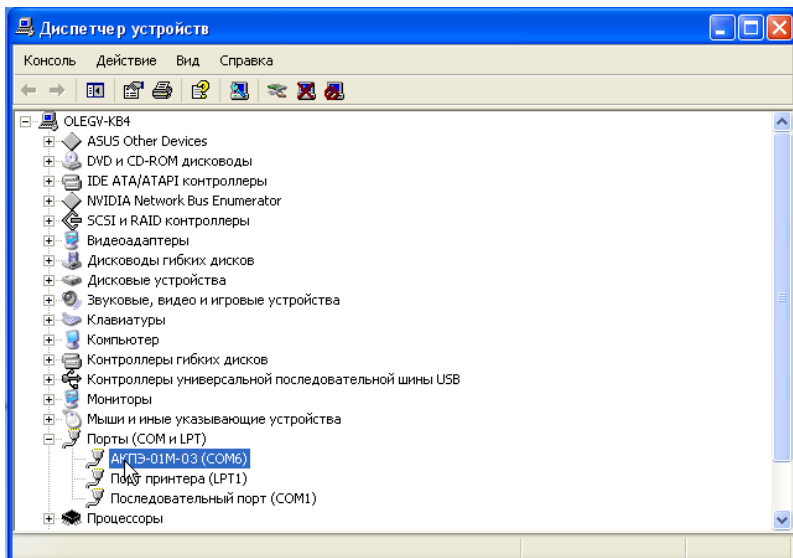 Диспетчер устройств
Консоль Действие Вид Справка
OLEGV-KB4
ASUS Other Devices
DVD и CD-ROM дисководы
IDE ATA/ATAPI контроллеры
NVIDIA Network Bus Enumerator
SCSI и RAID контроллеры
Видеоадаптеры
Дисководы гибких дисков
Дисковые устройства
Звуковые, видео и игровые устройства
Клавиатуры
Компьютер
Контроллеры гибких дисков
Контроллеры универсальной последовательной шины USB
Мониторы
Мыши и иные указывающие устройства
Порты (COM и LPT)
АКПЭ-01М-03 (COM6)
Порт принтера (LPT1)
Последовательный порт (COM1)
Процессоры